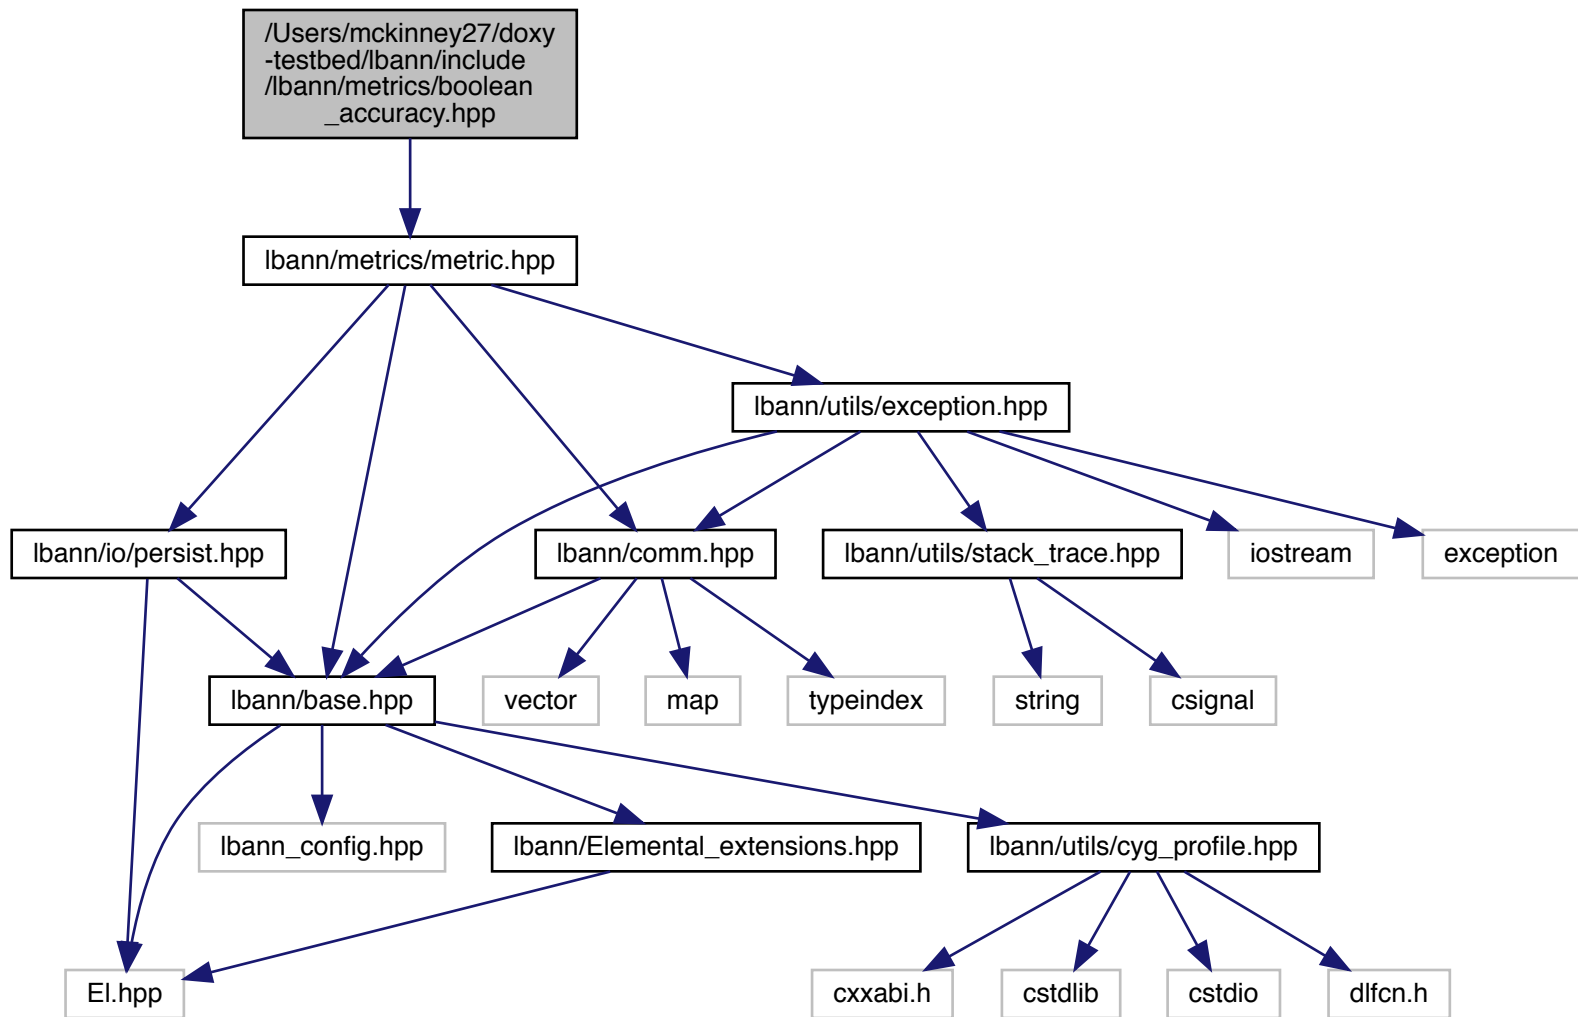 /Users/mckinney27/doxy
-testbed/lbann/include
/lbann/metrics/boolean
_accuracy.hpp
lbann/metrics/metric.hpp
lbann/utils/exception.hpp
lbann/io/persist.hpp
lbann/comm.hpp
lbann/utils/stack_trace.hpp
iostream
exception
lbann/base.hpp
vector
map
typeindex
string
csignal
lbann_config.hpp
lbann/Elemental_extensions.hpp
lbann/utils/cyg_profile.hpp
El.hpp
cxxabi.h
cstdlib
cstdio
dlfcn.h